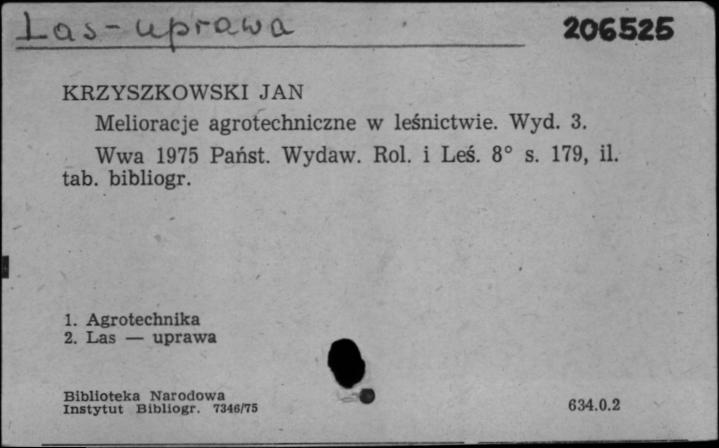 Las-uprawa 206525
KRZYSZKOWSKI JAN
Melioracje agrotechniczne w leśnictwie. Wyd. 3.
Wwa 1975 Państ. Wydaw. Rol. i Leś. 8° s. 179, il.
tab. bibliogr.
1. Agrotechnika
2. Las — uprawa
Biblioteka Narodowa
Instytut Bibliogr. 7346/75 634.0.2